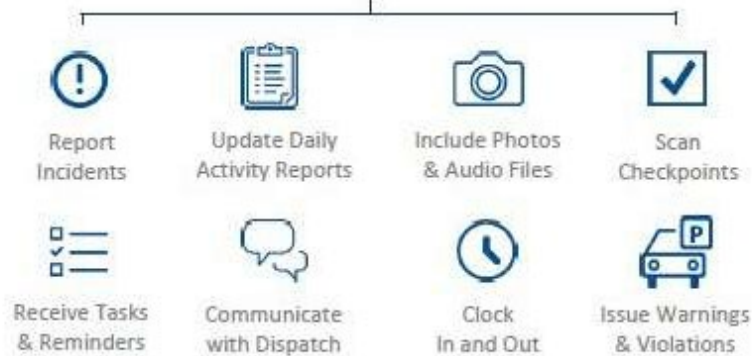 Report
Incidents
Update Daily
Activity Reports
Include Photos
& Audio Files
Scan
Checkpoints
Receive Tasks
& Reminders
Communicate
with Dispatch
Clock
In and Out
P
Issue Warnings
& Violations